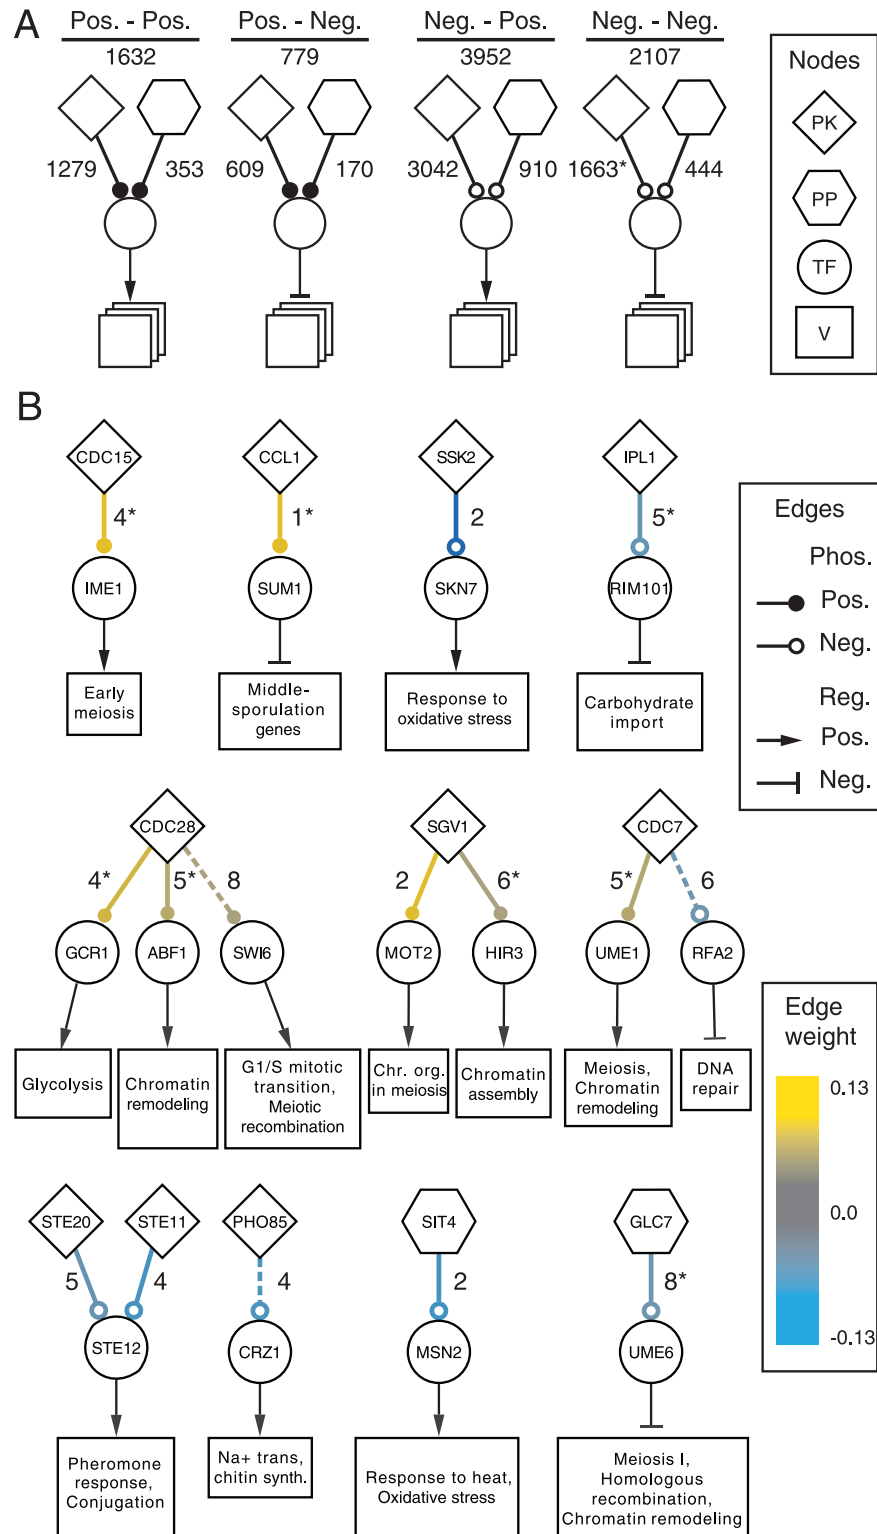 A
Pos. - Pos.
Pos. - Neg.
Neg. - Pos.
Neg. - Neg.
1632
779
3952
2107
1279
353
609
170
3042
910
1663*
444
Nodes
PK
PP
TF
V
B
CDC15
CCL1
SSK2
IPL1
4*
1*
2
5*
IME1
SUM1
SKN7
RIM101
Early
meiosis
Middle-
sporulation
genes
Response to
oxidative stress
Carbohydrate
import
Edges
Phos.
Pos.
Neg.
Reg.
Pos.
Neg.
CDC28
SGV1
CDC7
4*
5*
8
2
6*
5*
6
GCR1
ABF1
SWI6
MOT2
HIR3
UME1
RFA2
Glycolysis
Chromatin
remodeling
G1/S mitotic
transition,
Meiotic
recombination
Chr. org.
in meiosis
Chromatin
assembly
Meiosis,
Chromatin
remodeling
DNA
repair
Edge
weight
0.13
0.0
-0.13
STE20
STE11
PHO85
SIT4
GLC7
5
4
4
2
8*
STE12
CRZ1
MSN2
UME6
Pheromone
response,
Conjugation
Na+ trans,
chitin synth.
Response to heat,
Oxidative stress
Meiosis I,
Homologous
recombination,
Chromatin remodeling